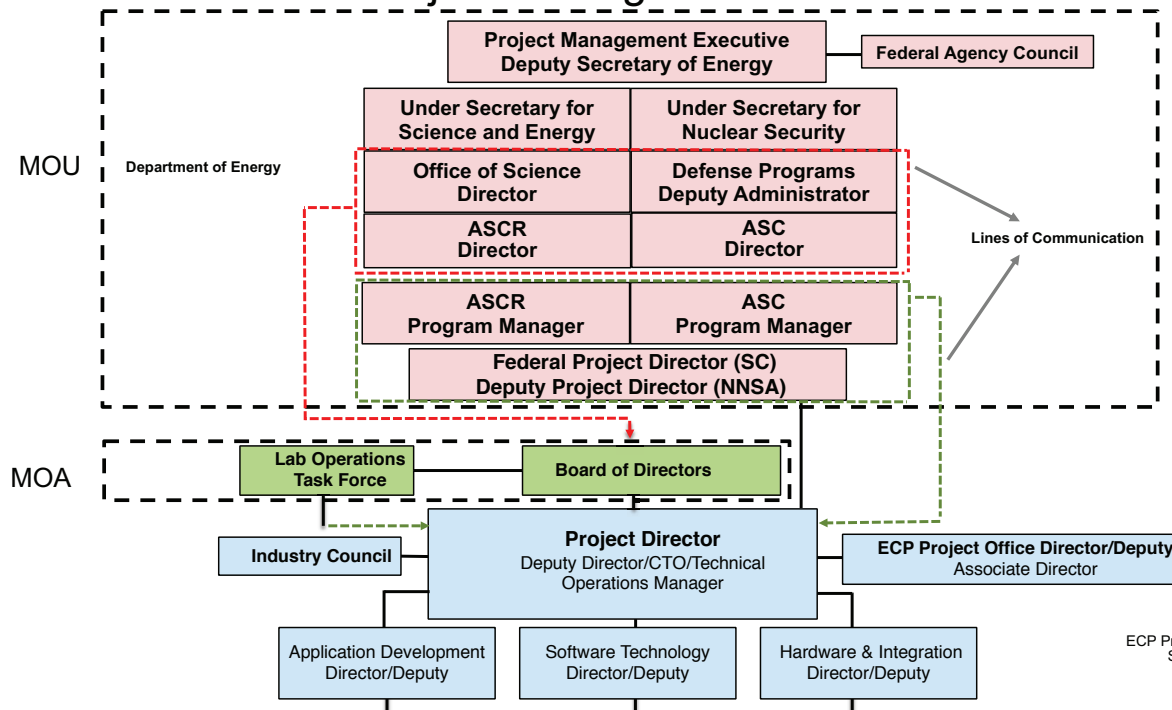 Project Management Executive
Deputy Secretary of Energy
Federal Agency Council
Under Secretary for
Science and Energy
Under Secretary for
Nuclear Security
MOU
Department of Energy
Office of Science
Director
Defense Programs
Deputy Administrator
ASCR
Director
ASC
Director
Lines of Communication
ASCR
Program Manager
ASC
Program Manager
Federal Project Director (SC)
Deputy Project Director (NNSA)
MOA
Lab Operations
Task Force
Board of Directors
Project Director
Deputy Director/CTO/Technical
Operations Manager
Industry Council
ECP Project Office Director/Deputy
Associate Director
Application Development
Director/Deputy
Software Technology
Director/Deputy
Hardware & Integration
Director/Deputy
ECP